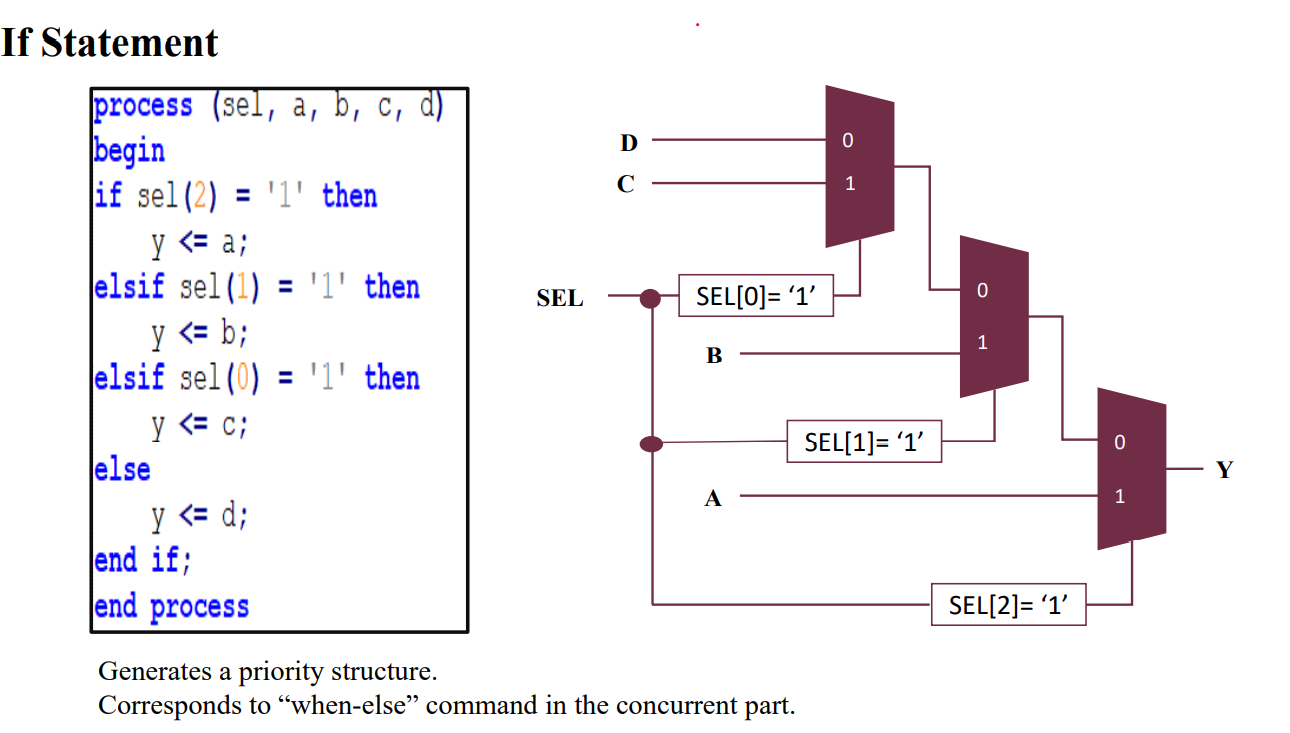 If Statement
process (sel, a, b, c, d)
begin
if sel(2) = '1' then
y <= a;
elsif sel(1) = '1' then
y <= b;
elsif sel(0) = '1' then
y <= c;
else
y <= d;
end if;
end process
D
0
C
1
SEL
SEL[0]= ‘1’
0
B
1
SEL[1]= ‘1’
0
Y
A
1
SEL[2]= ‘1’
Generates a priority structure.
Corresponds to “when-else” command in the concurrent part.